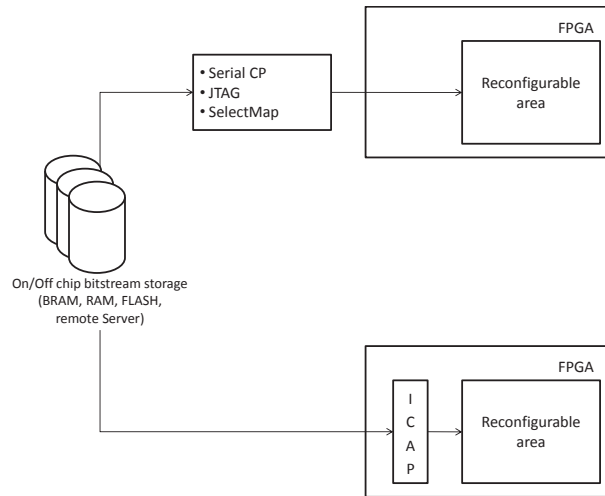 FPGA
• Serial CP
• JTAG
• SelectMap
Reconfigurable
area
On/Off chip bitstream storage
(BRAM, RAM, FLASH,
remote Server)
FPGA
I
C
A
P
Reconfigurable
area